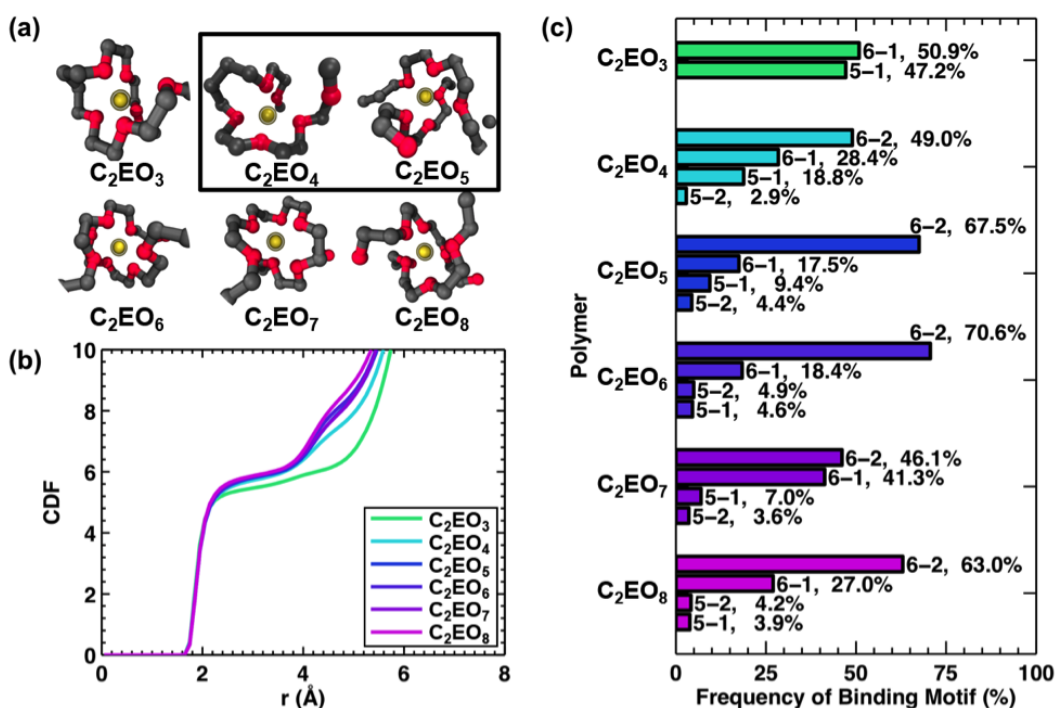 (a)
C2EO3
C2EO4
C2EO5
C2EO6
C2EO7
C2EO8
(b)
10
8
6
4
2
0
CDF
0 2 4 6 8
r (Å)
C2EO3
C2EO4
C2EO5
C2EO6
C2EO7
C2EO8
(c)
Polymer
C2EO3
6−1, 50.9%
5−1, 47.2%
C2EO4
6−2, 49.0%
6−1, 28.4%
5−1, 18.8%
5−2, 2.9%
C2EO5
6−2, 67.5%
6−1, 17.5%
5−1, 9.4%
5−2, 4.4%
C2EO6
6−2, 70.6%
6−1, 18.4%
5−2, 4.9%
5−1, 4.6%
C2EO7
6−2, 46.1%
6−1, 41.3%
5−1, 7.0%
5−2, 3.6%
C2EO8
6−2, 63.0%
6−1, 27.0%
5−2, 4.2%
5−1, 3.9%
0 25 50 75 100
Frequency of Binding Motif (%)